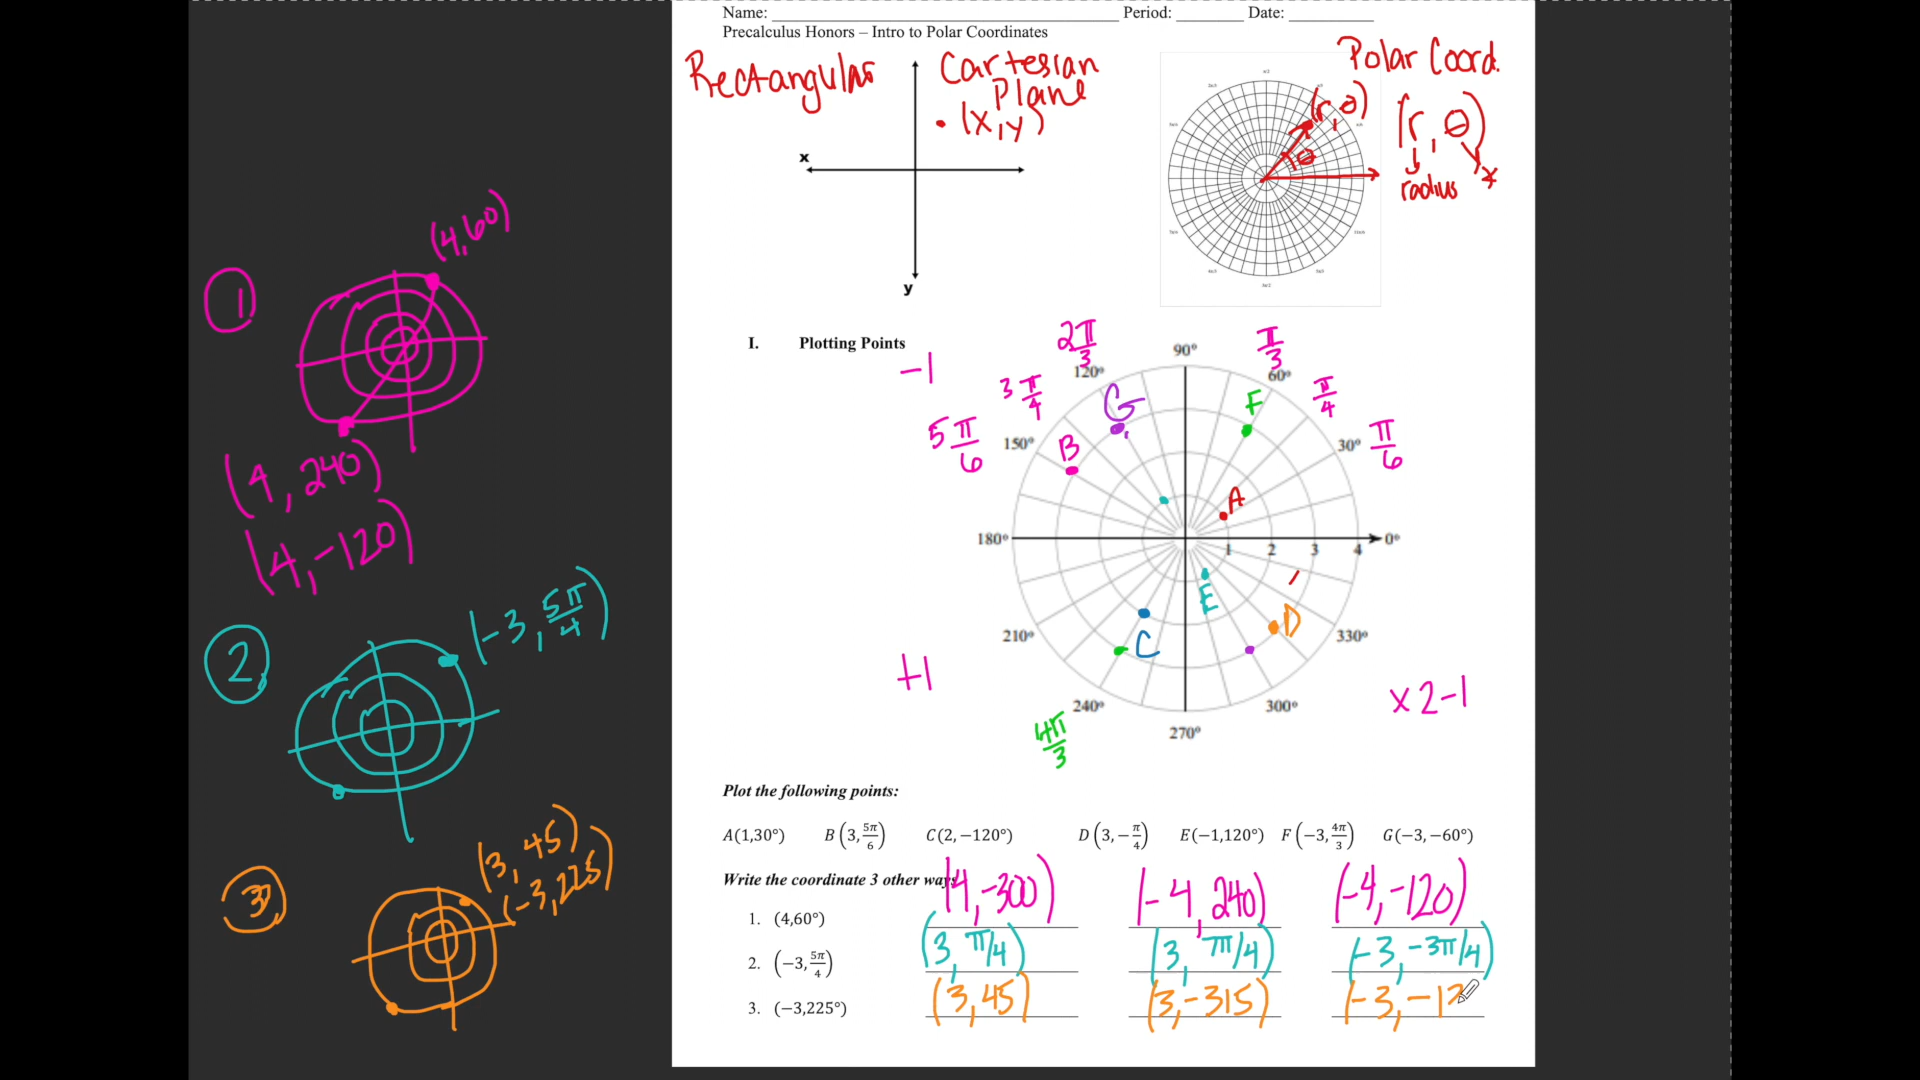 Name: Period: Date:
Precalculus Honors – Intro to Polar Coordinates
Rectangular
Cartesian
Plane
(x,y)
x
y
Polar Coord.
(r, θ)
θ
(r, θ)
radius
I. Plotting Points
-1
2π/3
π/3
90°
120°
60°
3π/4
π/4
G
F
5π/6
150°
B
30°
π/6
A
180°
1 2 3 4
0°
E
D
C
210°
330°
+1
x2-1
240°
300°
4π/3
270°
Plot the following points:
A(1,30°) B(3,5π/6) C(2,−120°) D(3,−π/4) E(−1,120°) F(−3,4π/3) G(−3,−60°)
Write the coordinate 3 other ways
1. (4,60°) (4,-300) (-4,240) (-4,-120)
2. (−3,5π/4) (3,π/4) (-3,-3π/4)
3. (−3,225°) (3,45) (3,-315) (-3,-12
1
(4,60)
(4,240)
(4,-120)
2
(-3,5π/4)
3
(3,45)
(-3,225)